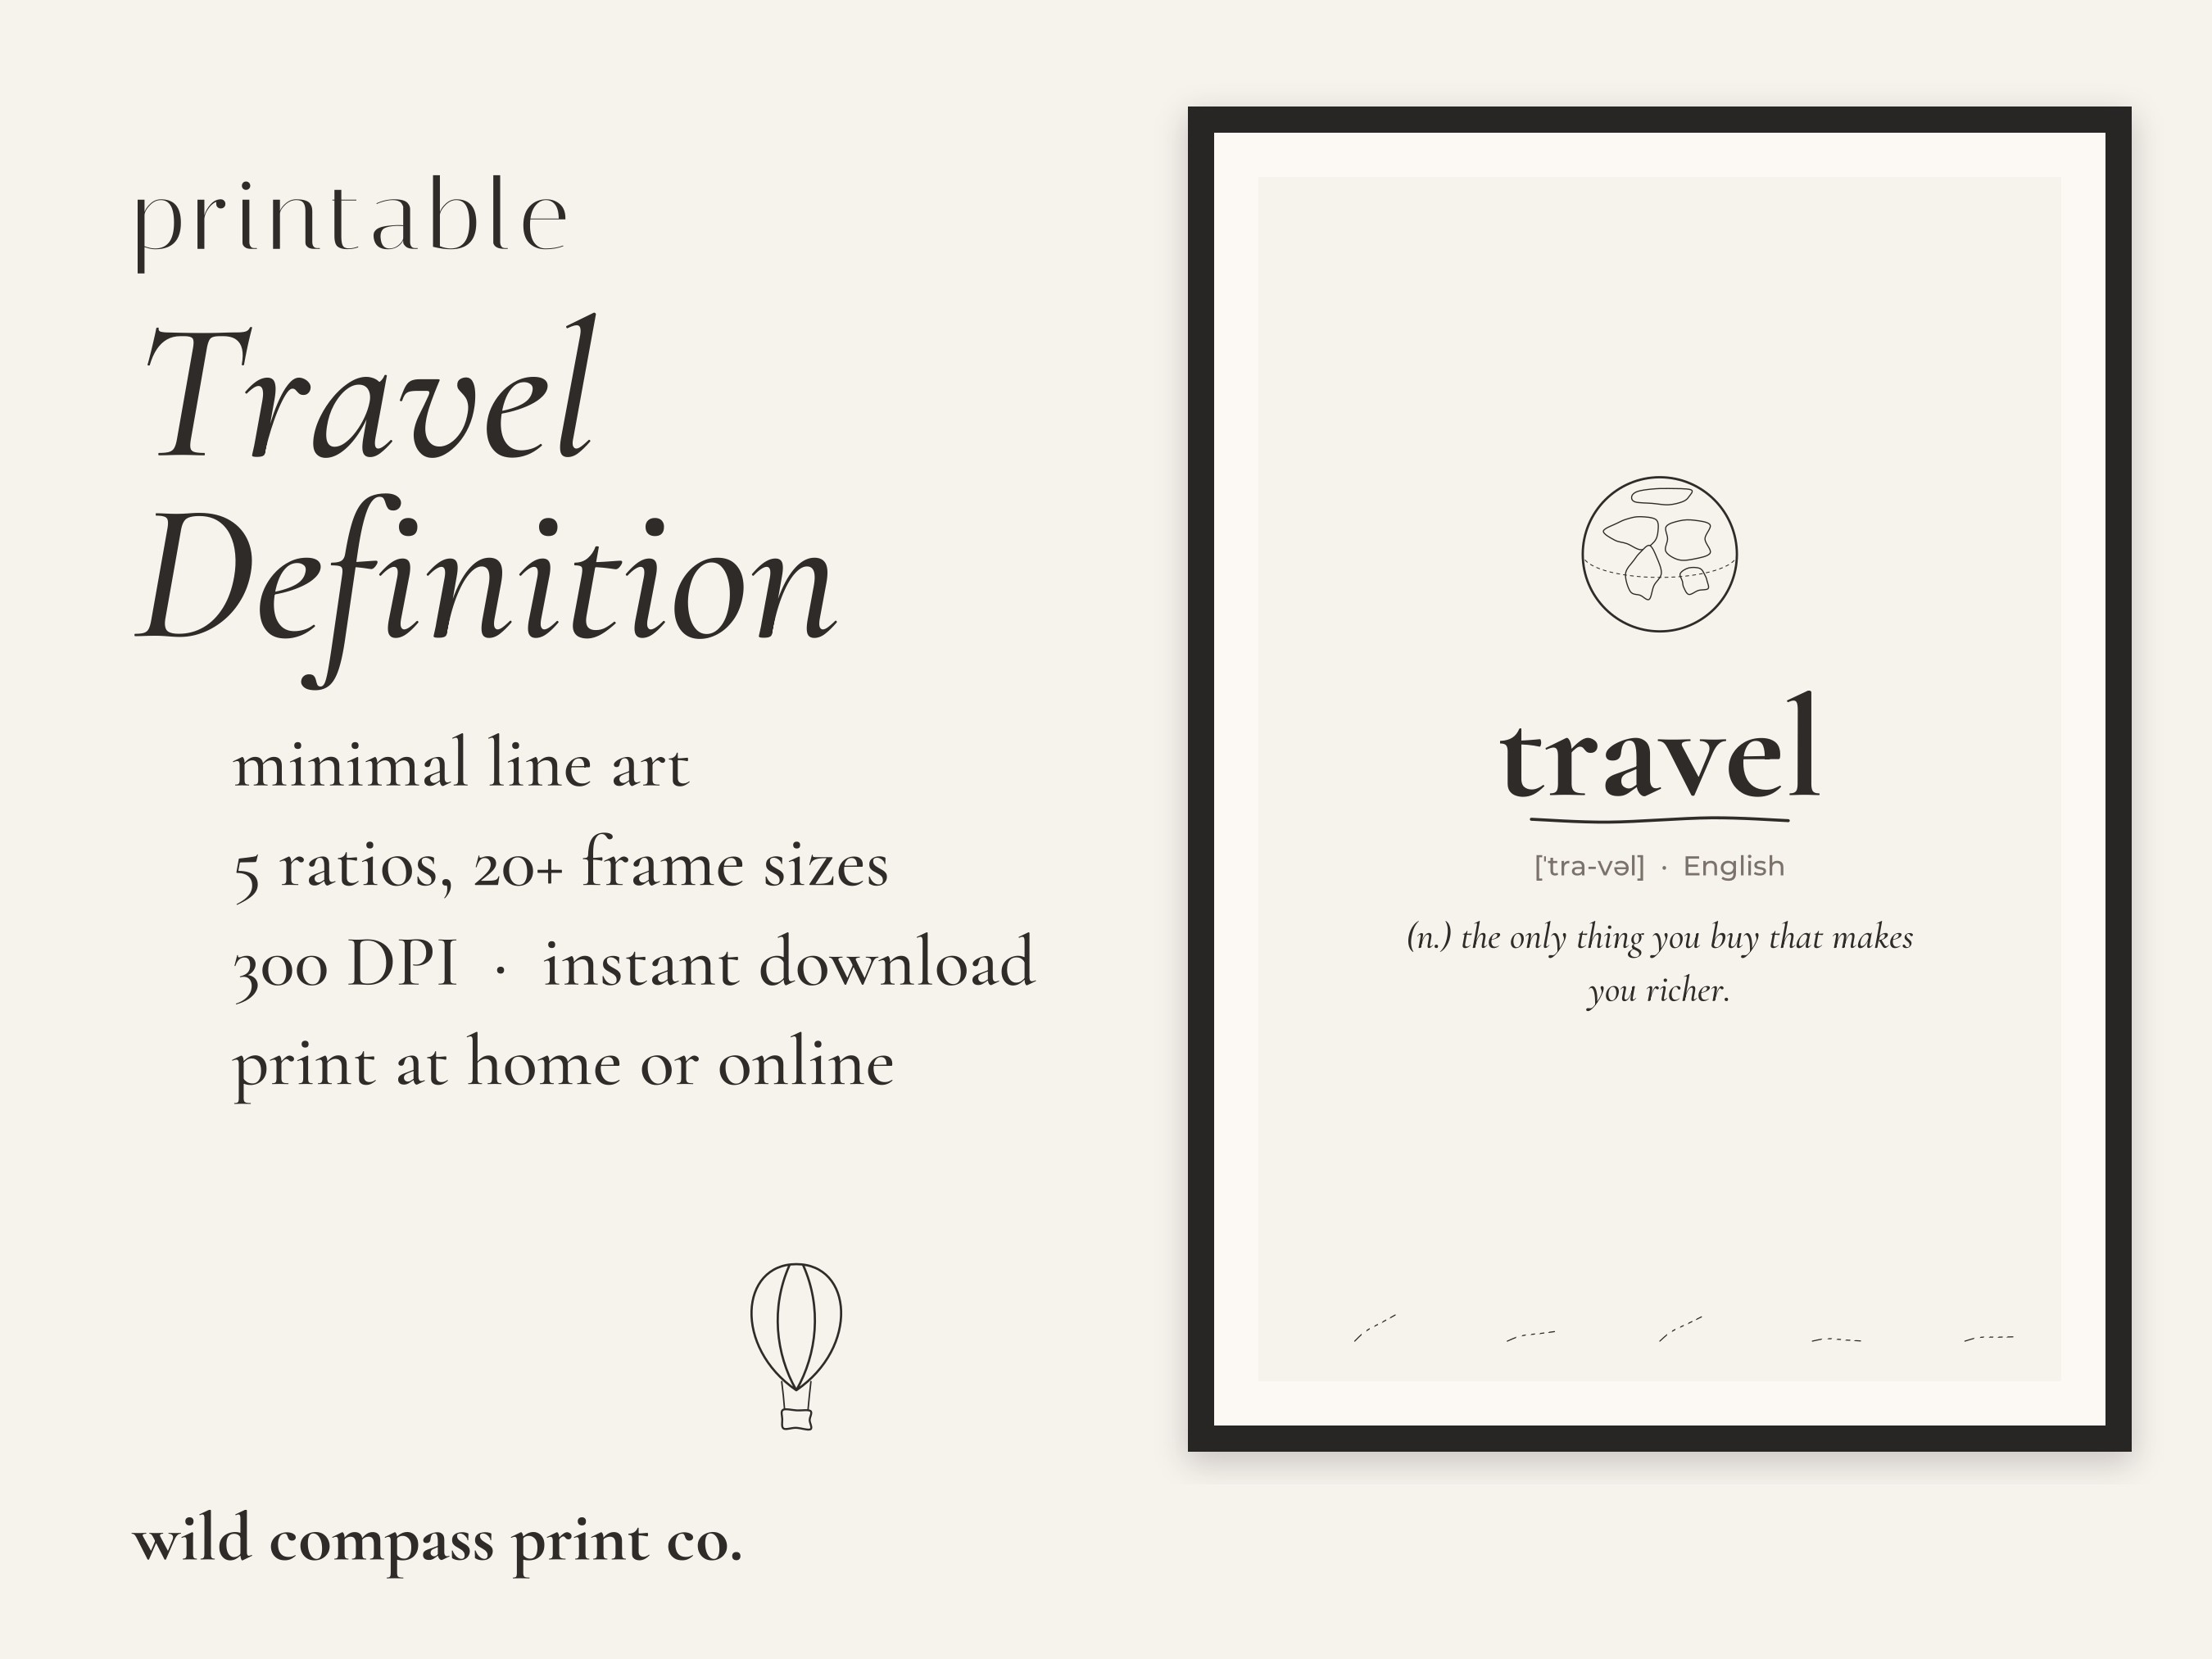 printable
Travel
Definition
minimal line art
5 ratios, 20+ frame sizes
300 DPI · instant download
print at home or online
wild compass print co.
travel
[ˈtra-vəl] · English
(n.) the only thing you buy that makes
you richer.